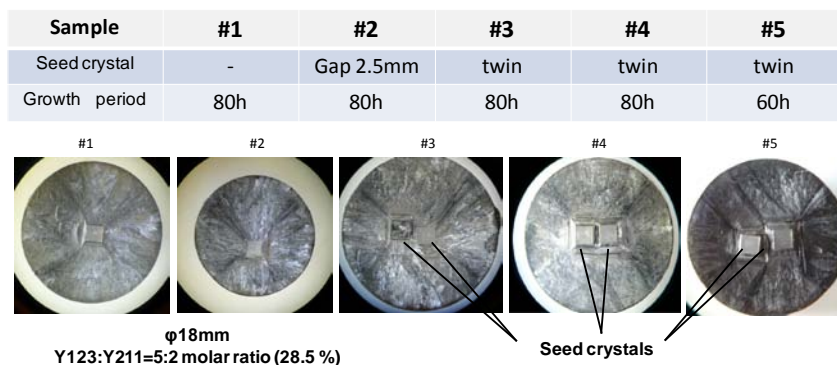 Sample #1 #2 #3 #4 #5
Seed crystal - Gap 2.5mm twin twin twin
Growth period 80h 80h 80h 80h 60h
#1 #2 #3 #4 #5
φ18mm
Y123:Y211=5:2 molar ratio (28.5 %)
Seed crystals